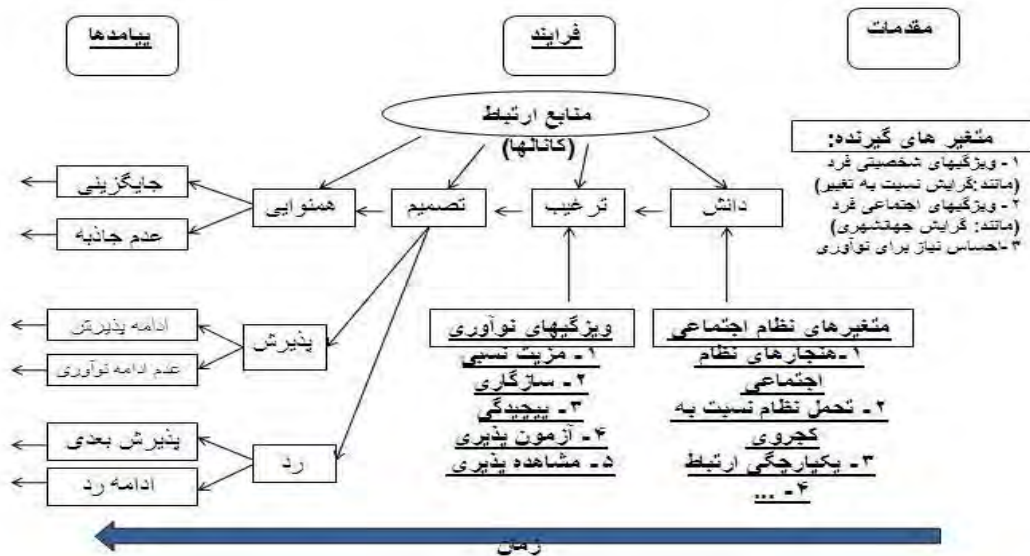 مقدمات
فرایند
پیامدها
منابع ارتباط
(کانالها)
متغیر های گیرنده:
۱- ویژگیهای شخصیتی فرد
(مانند:گرایش نسبت به تغییر)
۲- ویژگیهای اجتماعی فرد
(مانند: گرایش جهانشهری)
۳-احساس نیاز برای نوآوری
دانش
ترغیب
تصمیم
همنوایی
جایگزینی
عدم جاذبه
متغیرهای نظام اجتماعی
۱-هنجارهای نظام
اجتماعی
۲- تحمل نظام نسبت به
کجروی
۳- یکپارچگی ارتباط
۴- ...
ویژگیهای نوآوری
۱- مزیت نسبی
۲- سازگاری
۳- پیچیدگی
۴- آزمون پذیری
۵- مشاهده پذیری
پذیرش
ادامه پذیرش
عدم ادامه نوآوری
رد
پذیرش بعدی
ادامه رد
زمان